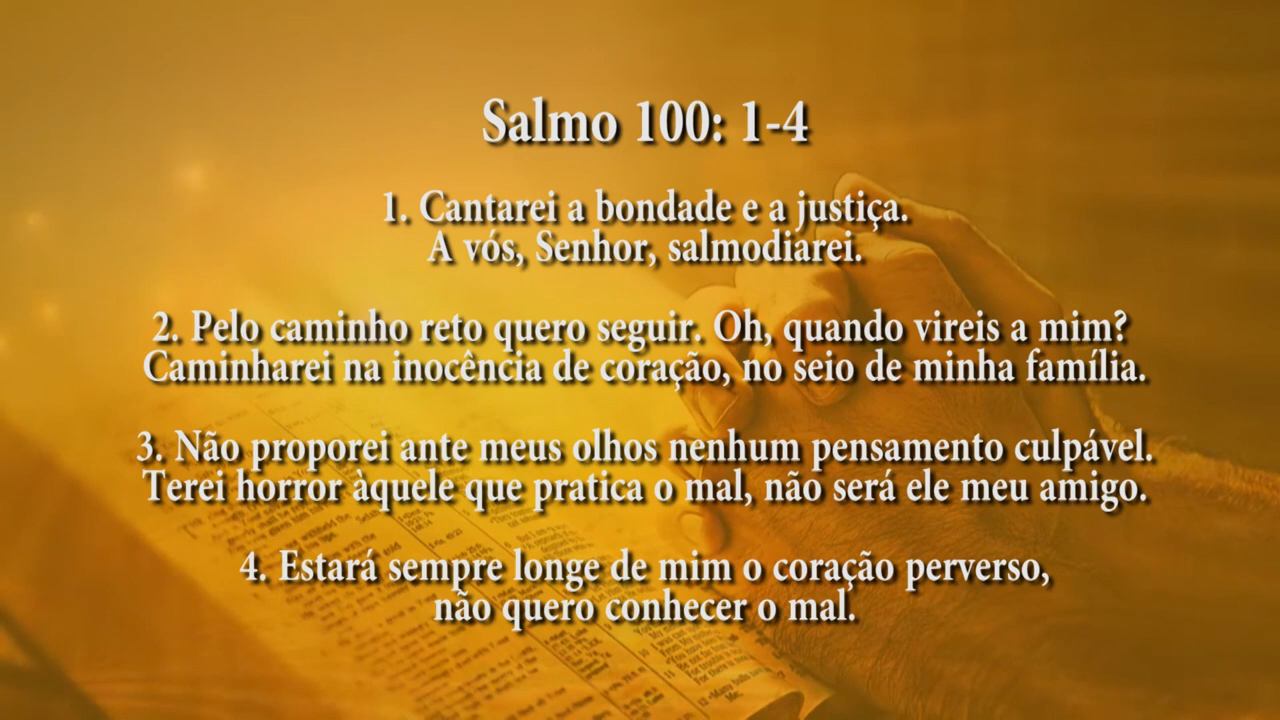 Salmo 100: 1-4
1. Cantarei a bondade e a justiça.
A vós, Senhor, salmodiarei.
2. Pelo caminho reto quero seguir. Oh, quando vireis a mim?
Caminharei na inocência de coração, no seio de minha família.
3. Não proporei ante meus olhos nenhum pensamento culpável.
Terei horror àquele que pratica o mal, não será ele meu amigo.
4. Estará sempre longe de mim o coração perverso,
não quero conhecer o mal.